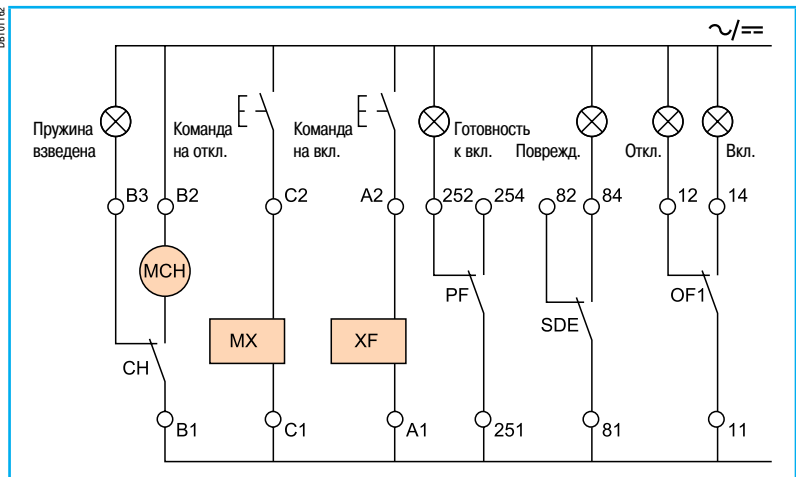 DB101162
~/==
Пружина
взведена
Команда
на откл.
Команда
на вкл.
Готовность
к вкл.
Поврежд.
Откл.
Вкл.
B3
B2
C2
A2
252
254
82
84
12
14
MCH
PF
OF1
SDE
MX
XF
CH
B1
C1
A1
251
81
11